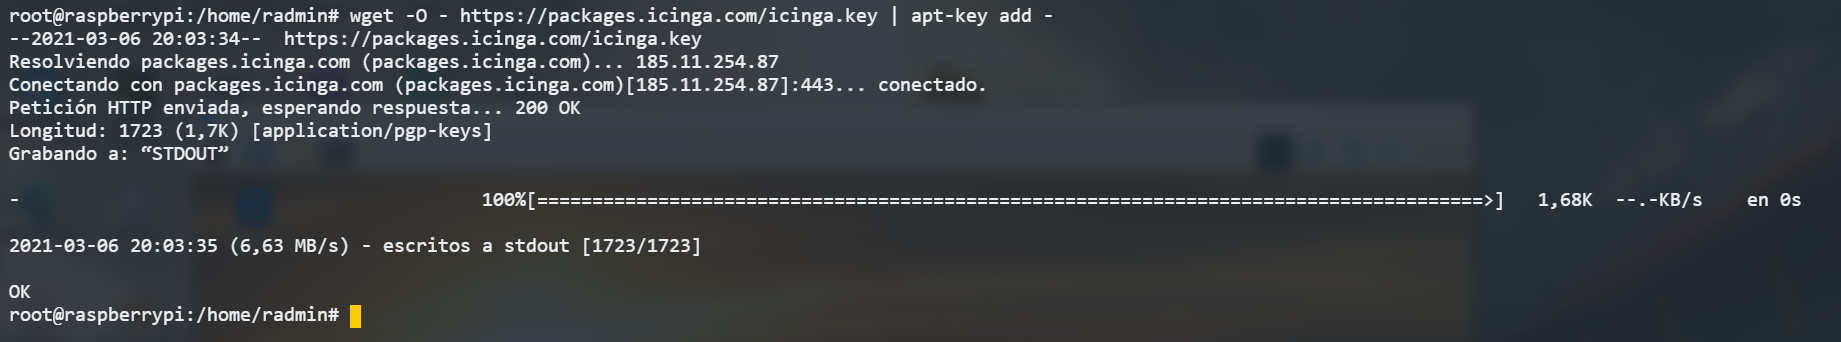 root@raspberrypi:/home/radmin# wget -O - https://packages.icinga.com/icinga.key | apt-key add -
--2021-03-06 20:03:34--  https://packages.icinga.com/icinga.key
Resolviendo packages.icinga.com (packages.icinga.com)... 185.11.254.87
Conectando con packages.icinga.com (packages.icinga.com)[185.11.254.87]:443... conectado.
Petición HTTP enviada, esperando respuesta... 200 OK
Longitud: 1723 (1,7K) [application/pgp-keys]
Grabando a: “STDOUT”
- 100%[======================================================================================>] 1,68K --.-KB/s en 0s
2021-03-06 20:03:35 (6,63 MB/s) - escritos a stdout [1723/1723]
OK
root@raspberrypi:/home/radmin#